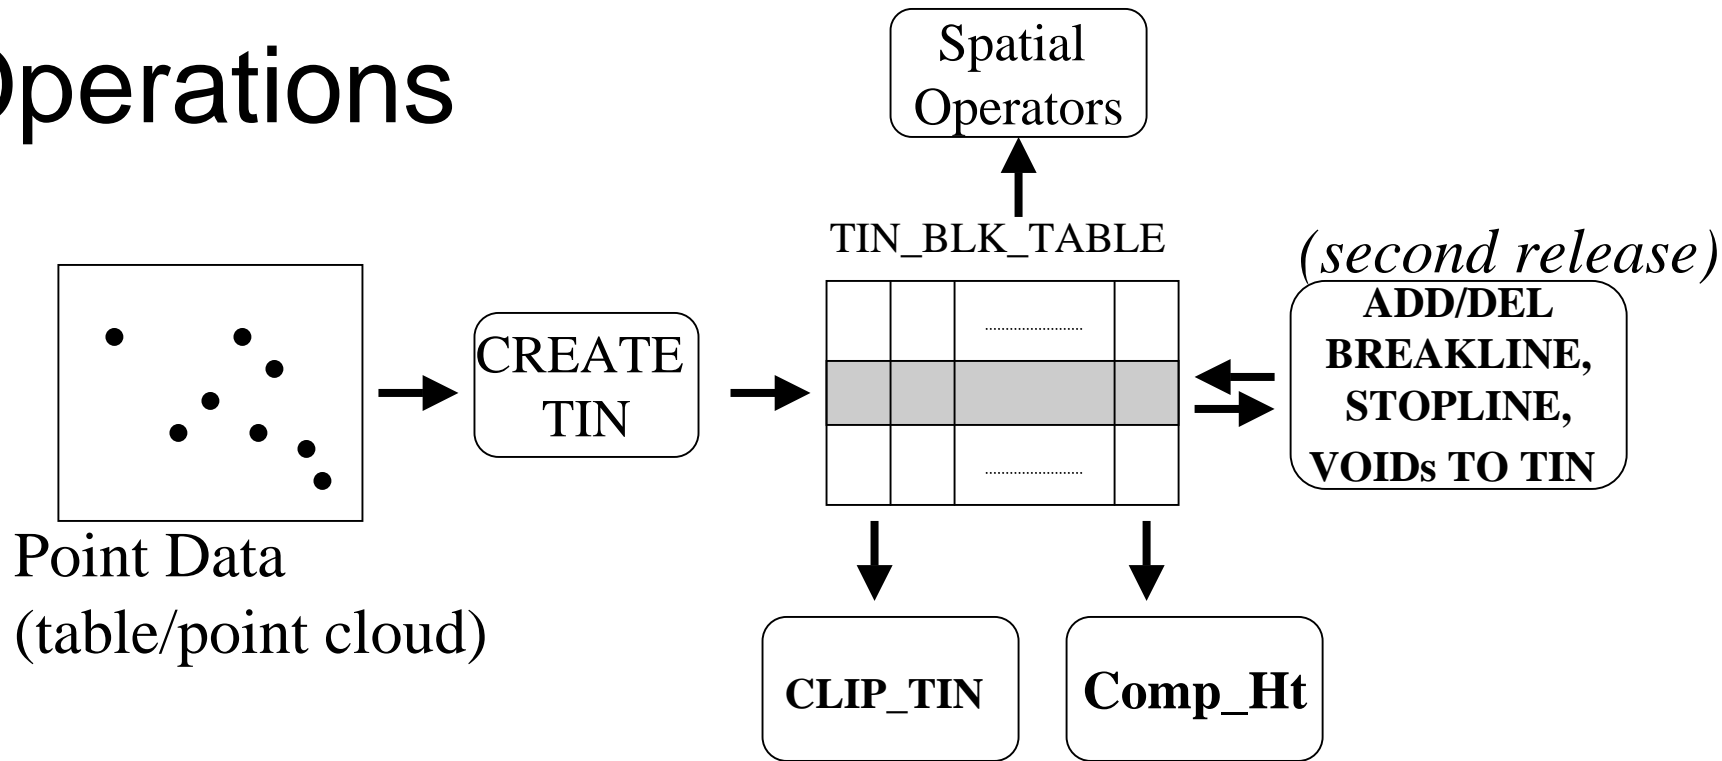 Operations
Spatial
Operators
TIN_BLK_TABLE
(second release)
ADD/DEL
BREAKLINE,
STOPLINE,
VOIDs TO TIN
CREATE
TIN
Point Data
(table/point cloud)
CLIP_TIN
Comp_Ht